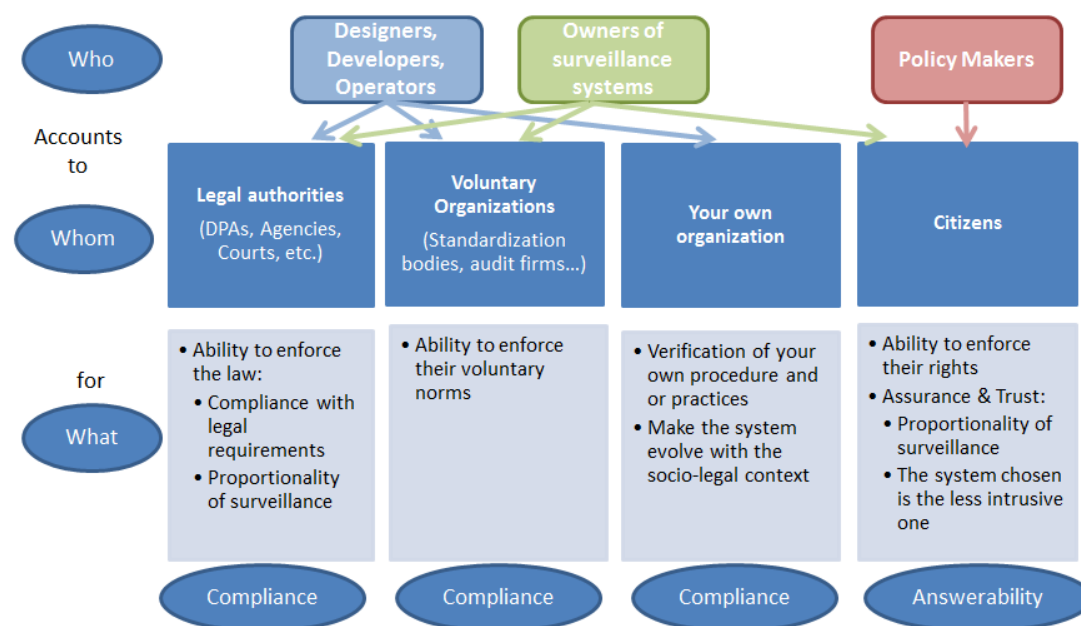 Who
Designers,
Developers,
Operators
Owners of
surveillance
systems
Policy Makers
Accounts
to
Whom
Legal authorities
(DPAs, Agencies,
Courts, etc.)
Voluntary
Organizations
(Standardization
bodies, audit firms...)
Your own
organization
Citizens
for
What
• Ability to enforce
the law:
• Compliance with
legal
requirements
• Proportionality
of surveillance
• Ability to enforce
their voluntary
norms
• Verification of your
own procedure and
or practices
• Make the system
evolve with the
socio-legal context
• Ability to enforce
their rights
• Assurance & Trust:
• Proportionality of
surveillance
• The system chosen
is the less intrusive
one
Compliance
Compliance
Compliance
Answerability